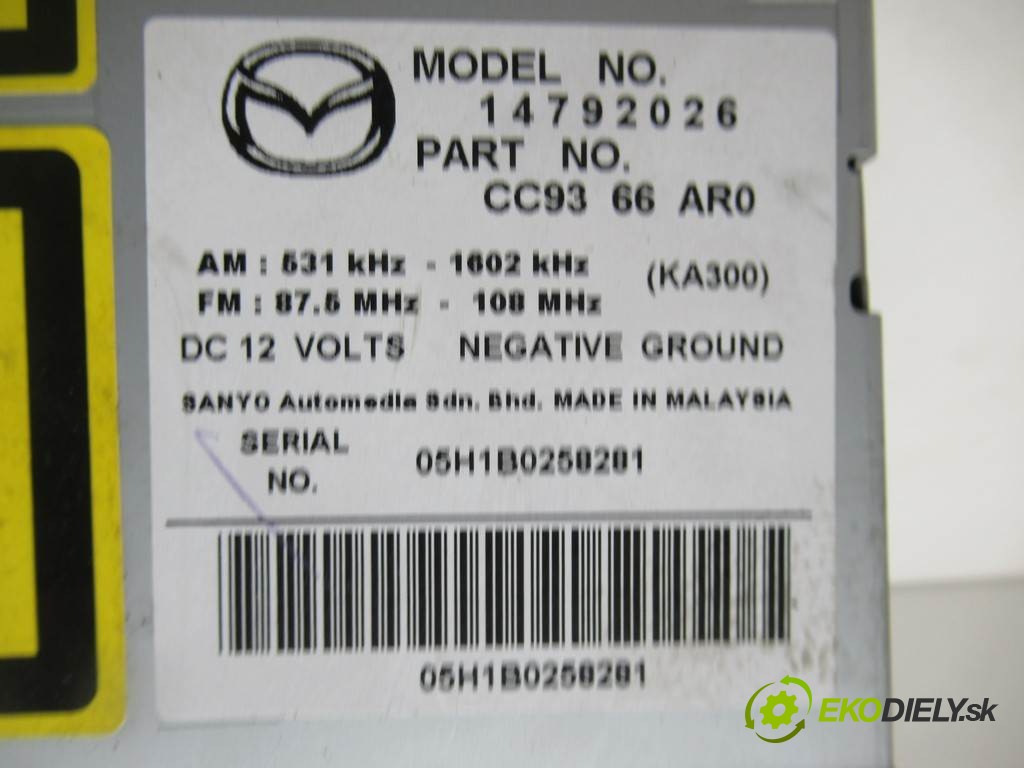 MODEL NO.
14792026
PART NO.
CC93 66 AR0
AM : 531 kHz - 1602 kHz (KA300)
FM : 87.5 MHz - 108 MHz
DC 12 VOLTS NEGATIVE GROUND
SANYO Automedia Sdn. Bhd. MADE IN MALAYSIA
SERIAL NO. 05H1B0258281
05H1B0258281
EKODIELY.sk